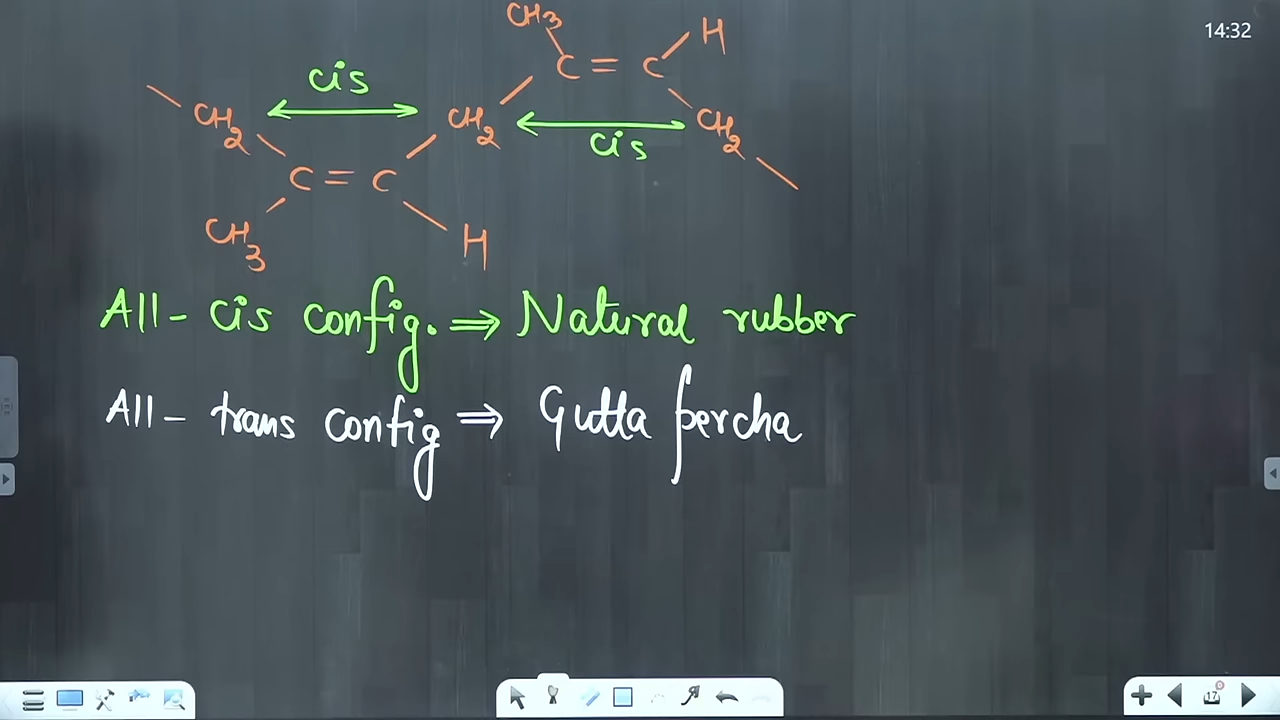 CH3 H
14:32
C = C
cis
CH2 CH2 CH2
cis
C = C
CH3 H
All - cis config. ⇒ Natural rubber
All - trans config ⇒ Gutta percha
17